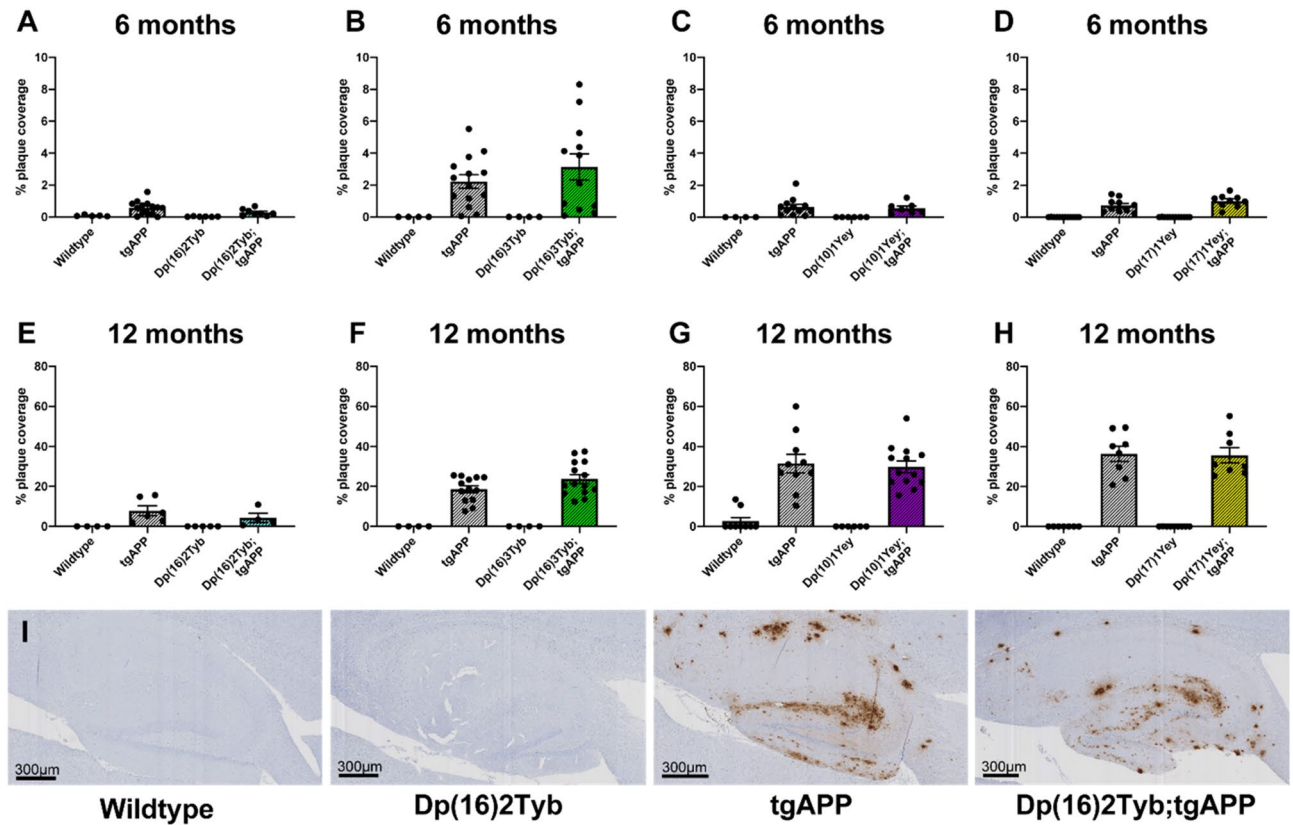 A
6 months
B
6 months
C
6 months
D
6 months
% plaque coverage
10
8
6
4
2
0
Wildtype
tgAPP
Dp(16)2Tyb
Dp(16)2Tyb;
tgAPP
% plaque coverage
10
8
6
4
2
0
Wildtype
tgAPP
Dp(16)3Tyb
Dp(16)3Tyb;
tgAPP
% plaque coverage
10
8
6
4
2
0
Wildtype
tgAPP
Dp(10)1Yey
Dp(10)1Yey;
tgAPP
% plaque coverage
10
8
6
4
2
0
Wildtype
tgAPP
Dp(17)1Yey
Dp(17)1Yey;
tgAPP
E
12 months
F
12 months
G
12 months
H
12 months
% plaque coverage
80
60
40
20
0
Wildtype
tgAPP
Dp(16)2Tyb
Dp(16)2Tyb;
tgAPP
% plaque coverage
80
60
40
20
0
Wildtype
tgAPP
Dp(16)3Tyb
Dp(16)3Tyb;
tgAPP
% plaque coverage
80
60
40
20
0
Wildtype
tgAPP
Dp(10)1Yey
Dp(10)1Yey;
tgAPP
% plaque coverage
80
60
40
20
0
Wildtype
tgAPP
Dp(17)1Yey
Dp(17)1Yey;
tgAPP
I
300µm
300µm
300µm
300µm
Wildtype
Dp(16)2Tyb
tgAPP
Dp(16)2Tyb;tgAPP